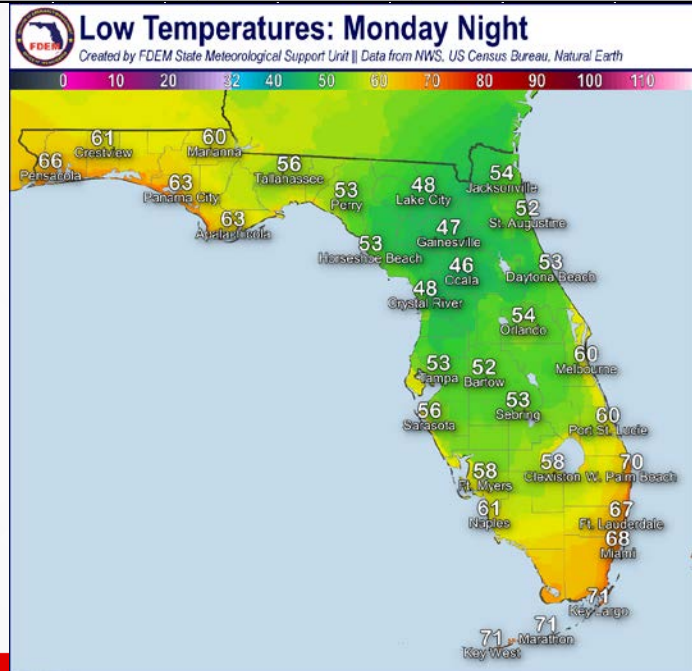 Low Temperatures: Monday Night
FDEM
Created by FDEM State Meteorological Support Unit || Data from NWS, US Census Bureau, Natural Earth
0 10 20 32 40 50 60 70 80 90 100 110
61
Crestview
60
Marianna
66
Pensacola
56
Tallahassee
54
Jacksonville
63
Panama City
53
Perry
48
Lake City
52
St. Augustine
63
Apalachicola
47
Gainesville
53
Horseshoe Beach
46
Ocala
53
Daytona Beach
48
Crystal River
54
Orlando
53
Tampa
52
Bartow
60
Melbourne
56
Sarasota
53
Sebring
60
Port St. Lucie
58
Ft. Myers
58
Clewiston
70
W. Palm Beach
61
Naples
67
Ft. Lauderdale
68
Miami
71
Key Largo
71
Marathon
71
Key West